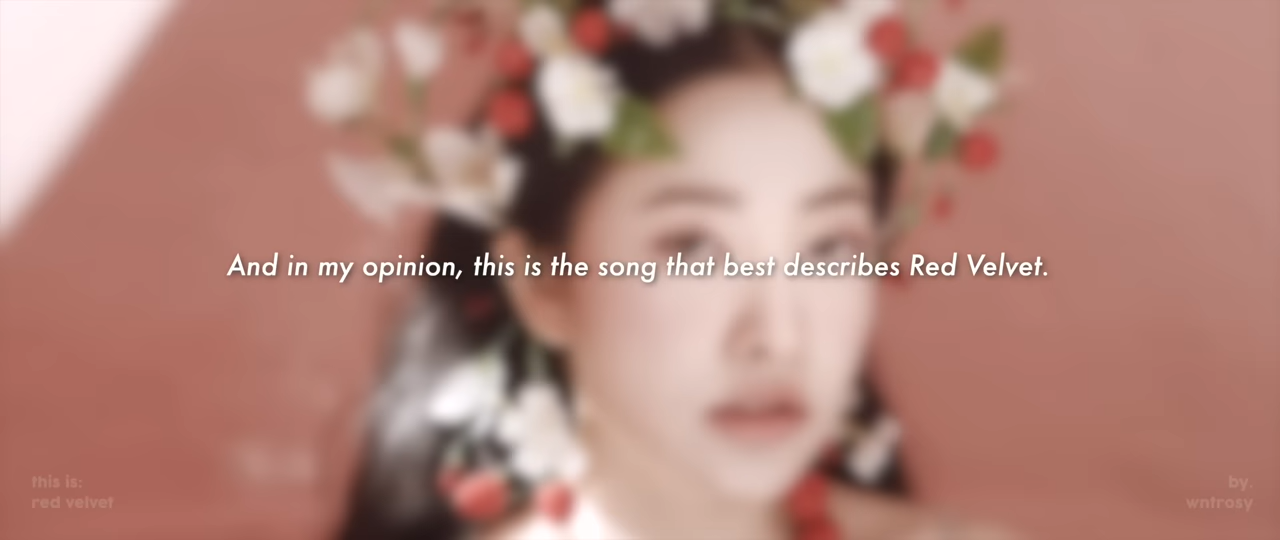 And in my opinion, this is the song that best describes Red Velvet.
this is:
red velvet
by.
wntrosy